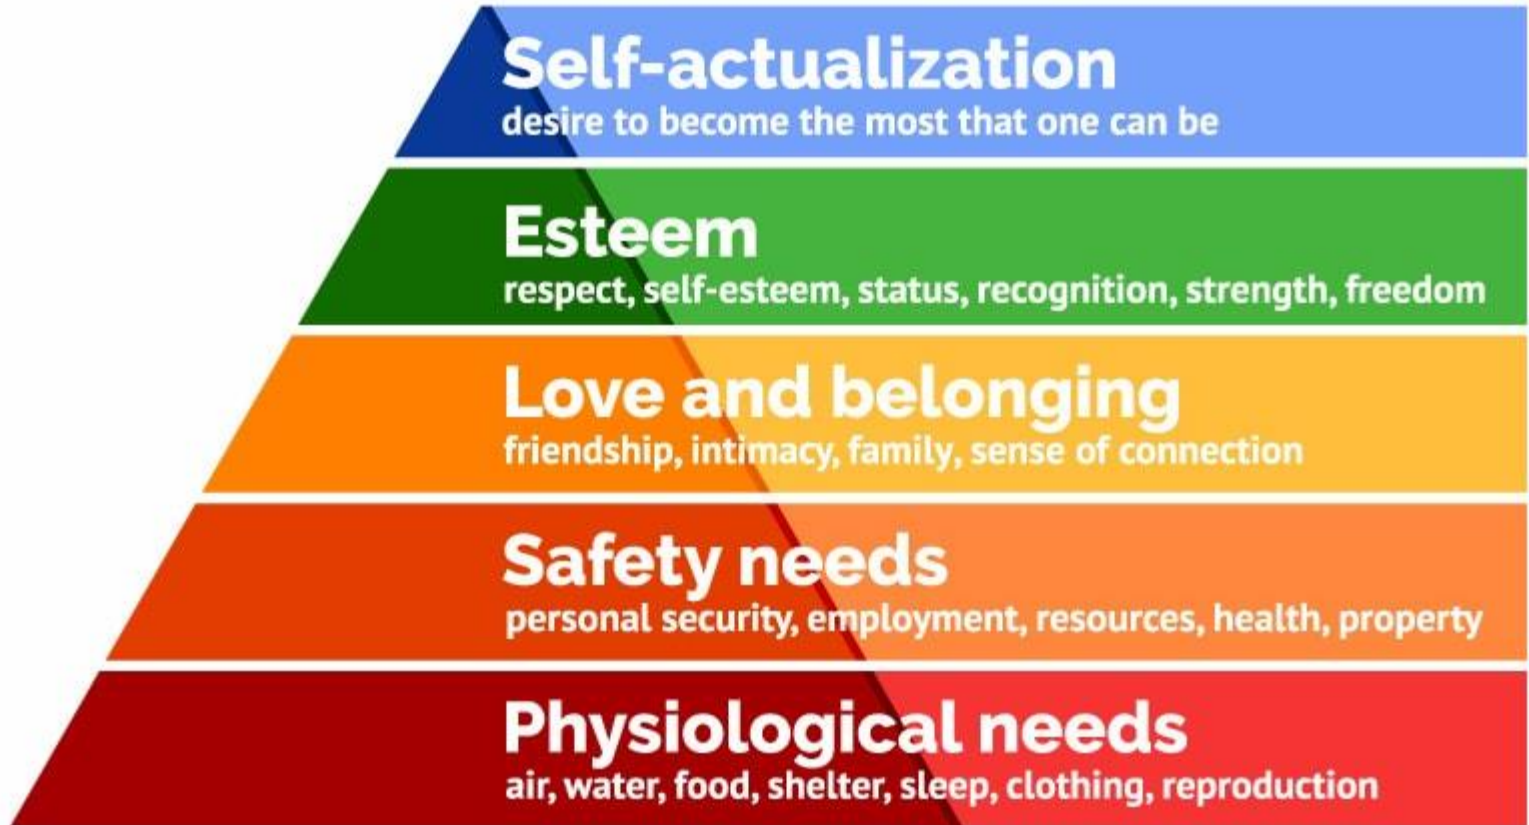 Self-actualization
desire to become the most that one can be
Esteem
respect, self-esteem, status, recognition, strength, freedom
Love and belonging
friendship, intimacy, family, sense of connection
Safety needs
personal security, employment, resources, health, property
Physiological needs
air, water, food, shelter, sleep, clothing, reproduction